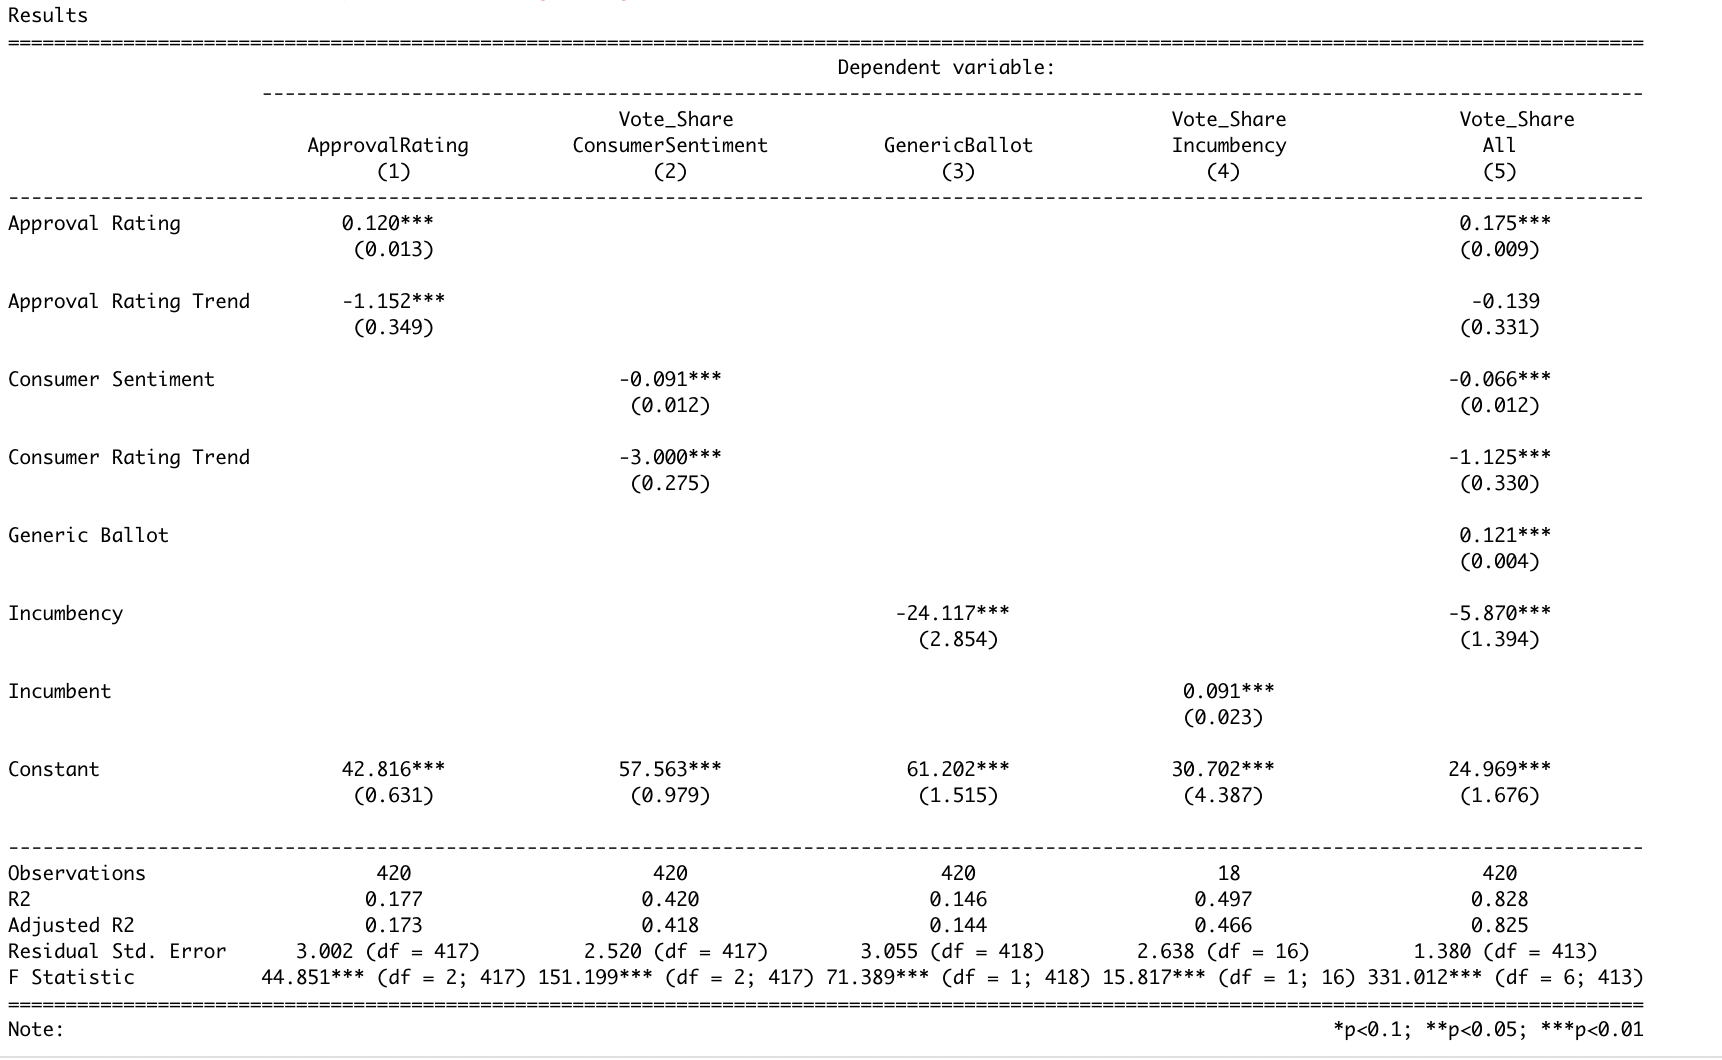 Results
==============================================================================================================================================
Dependent variable:
------------------------------------------------------------------------------------------------------------------------
Vote_Share Vote_Share Vote_Share
ApprovalRating ConsumerSentiment GenericBallot Incumbency All
(1) (2) (3) (4) (5)
----------------------------------------------------------------------------------------------------------------------------------------------
Approval Rating 0.120*** 0.175***
(0.013) (0.009)
Approval Rating Trend -1.152*** -0.139
(0.349) (0.331)
Consumer Sentiment -0.091*** -0.066***
(0.012) (0.012)
Consumer Rating Trend -3.000*** -1.125***
(0.275) (0.330)
Generic Ballot 0.121***
(0.004)
Incumbency -24.117*** -5.870***
(2.854) (1.394)
Incumbent 0.091***
(0.023)
Constant 42.816*** 57.563*** 61.202*** 30.702*** 24.969***
(0.631) (0.979) (1.515) (4.387) (1.676)
----------------------------------------------------------------------------------------------------------------------------------------------
Observations 420 420 420 18 420
R2 0.177 0.420 0.146 0.497 0.828
Adjusted R2 0.173 0.418 0.144 0.466 0.825
Residual Std. Error 3.002 (df = 417) 2.520 (df = 417) 3.055 (df = 418) 2.638 (df = 16) 1.380 (df = 413)
F Statistic 44.851*** (df = 2; 417) 151.199*** (df = 2; 417) 71.389*** (df = 1; 418) 15.817*** (df = 1; 16) 331.012*** (df = 6; 413)
==============================================================================================================================================
Note: *p<0.1; **p<0.05; ***p<0.01